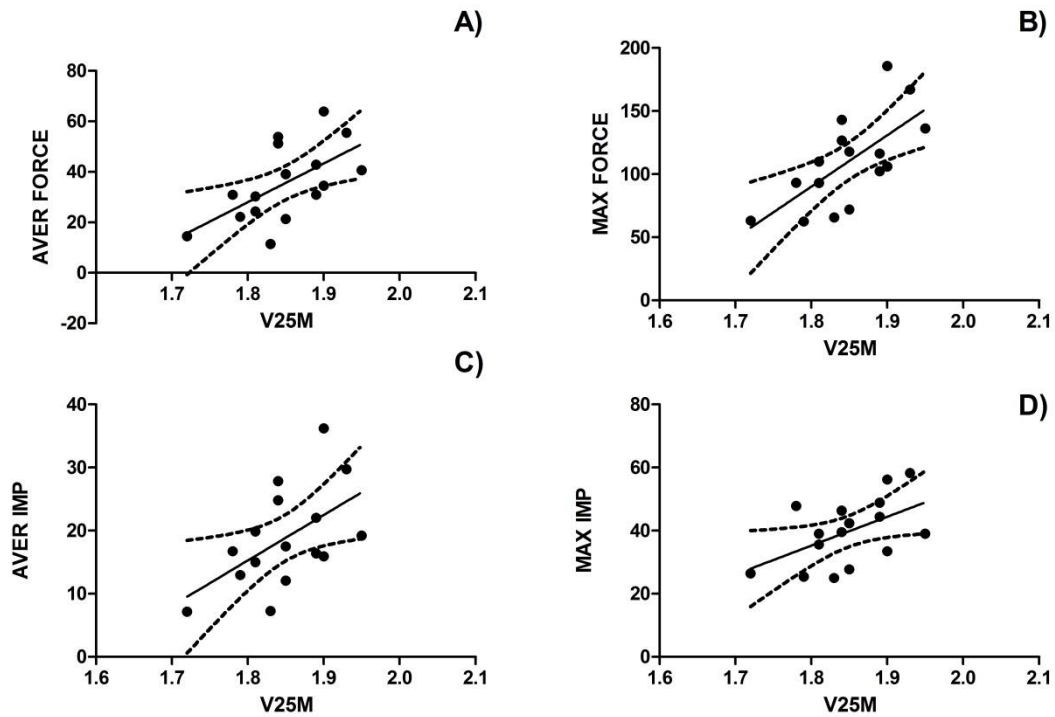 A)
80
60
40
20
0
-20
AVER FORCE
1.7 1.8 1.9 2.0 2.1
V25M
B)
200
150
100
50
0
MAX FORCE
1.6 1.7 1.8 1.9 2.0 2.1
V25M
C)
40
30
20
10
0
AVER IMP
1.6 1.7 1.8 1.9 2.0 2.1
V25M
D)
80
60
40
20
0
MAX IMP
1.6 1.7 1.8 1.9 2.0 2.1
V25M